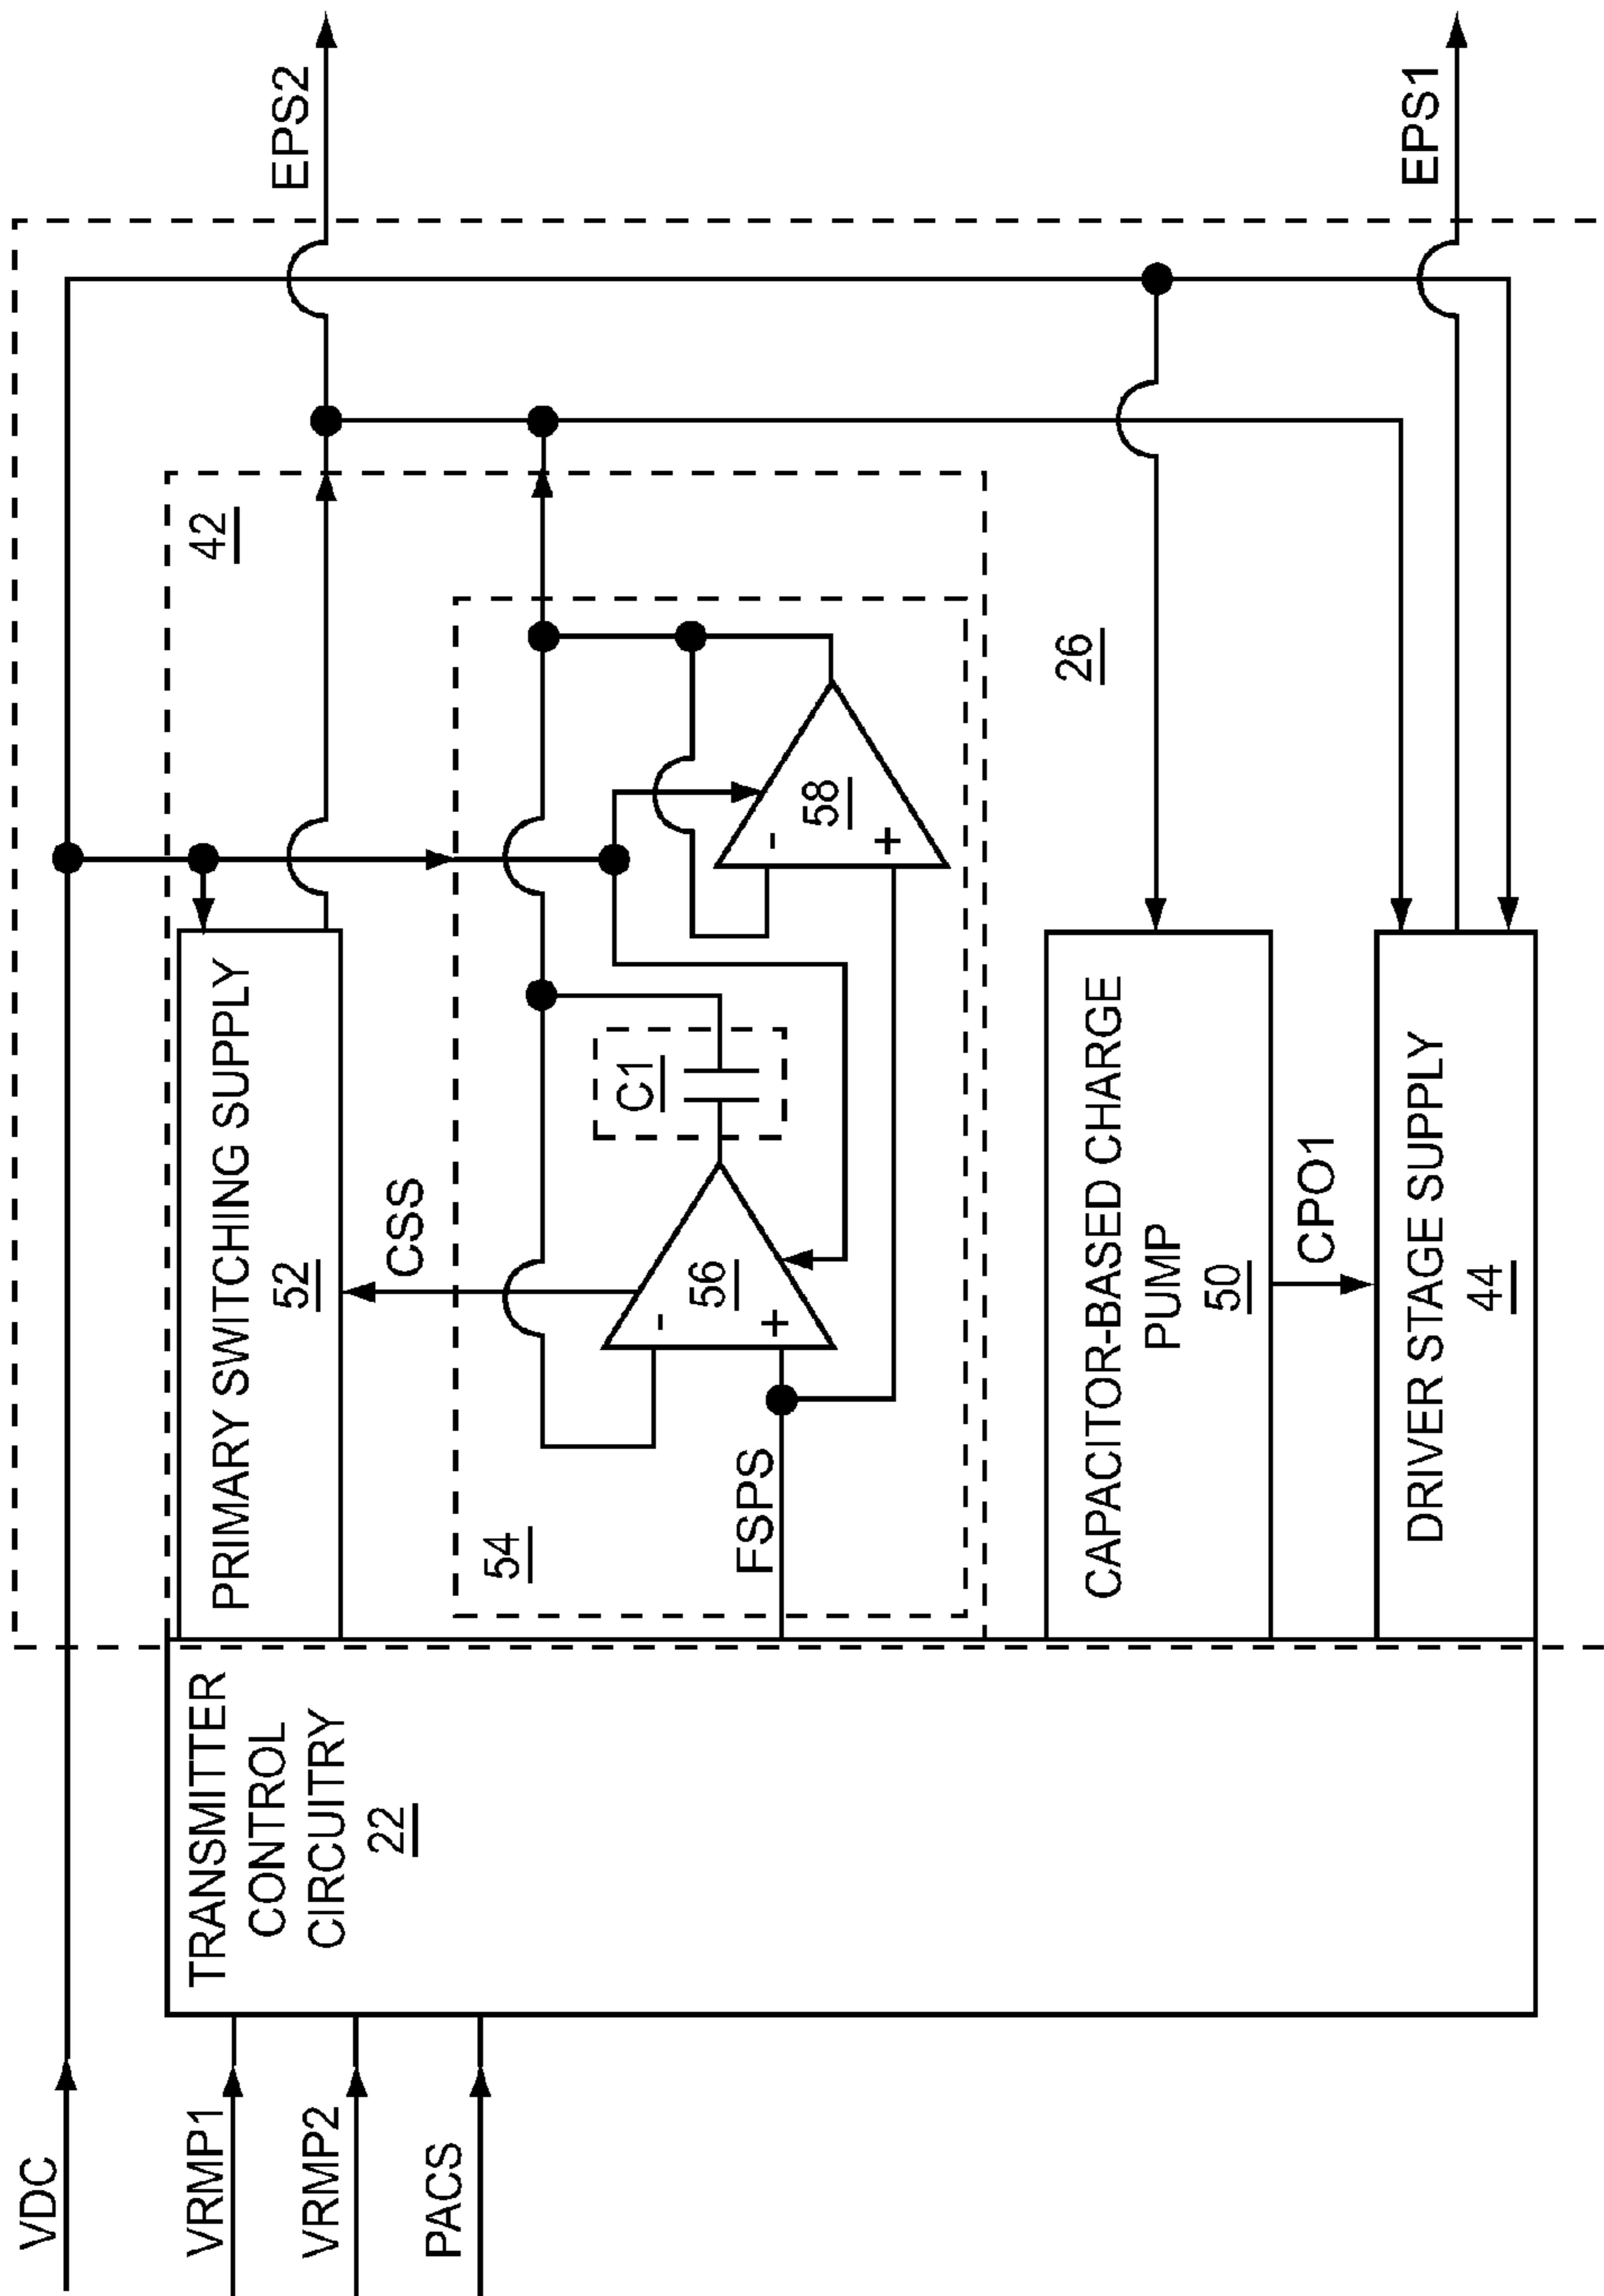 VDC
VRMP1
VRMP2
PACS
TRANSMITTER
CONTROL
CIRCUITRY
22
PRIMARY SWITCHING SUPPLY
52
CSS
42
54
FSPS
-
56
+
C1
-
58
+
26
CAPACITOR-BASED CHARGE
PUMP
50
CPO1
DRIVER STAGE SUPPLY
44
EPS2
EPS1